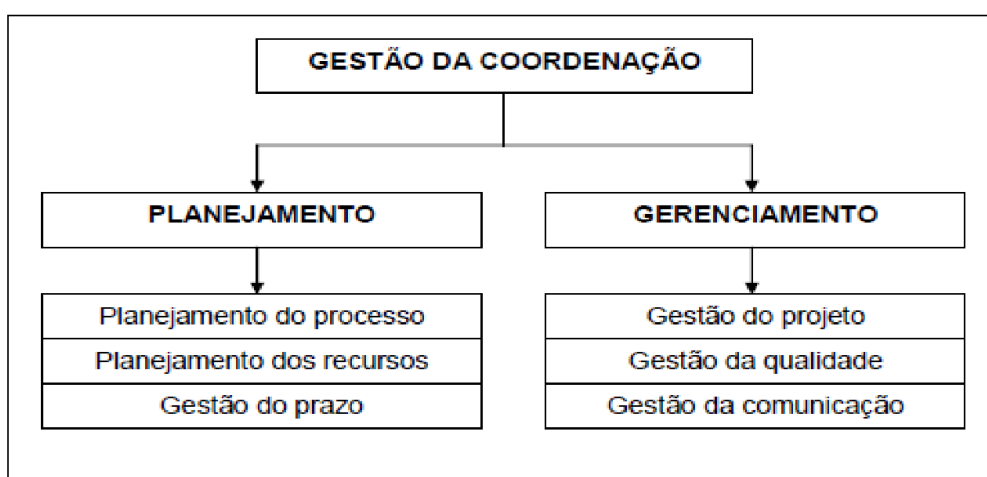 GESTÃO DA COORDENAÇÃO
PLANEJAMENTO
Planejamento do processo
Planejamento dos recursos
Gestão do prazo
GERENCIAMENTO
Gestão do projeto
Gestão da qualidade
Gestão da comunicação